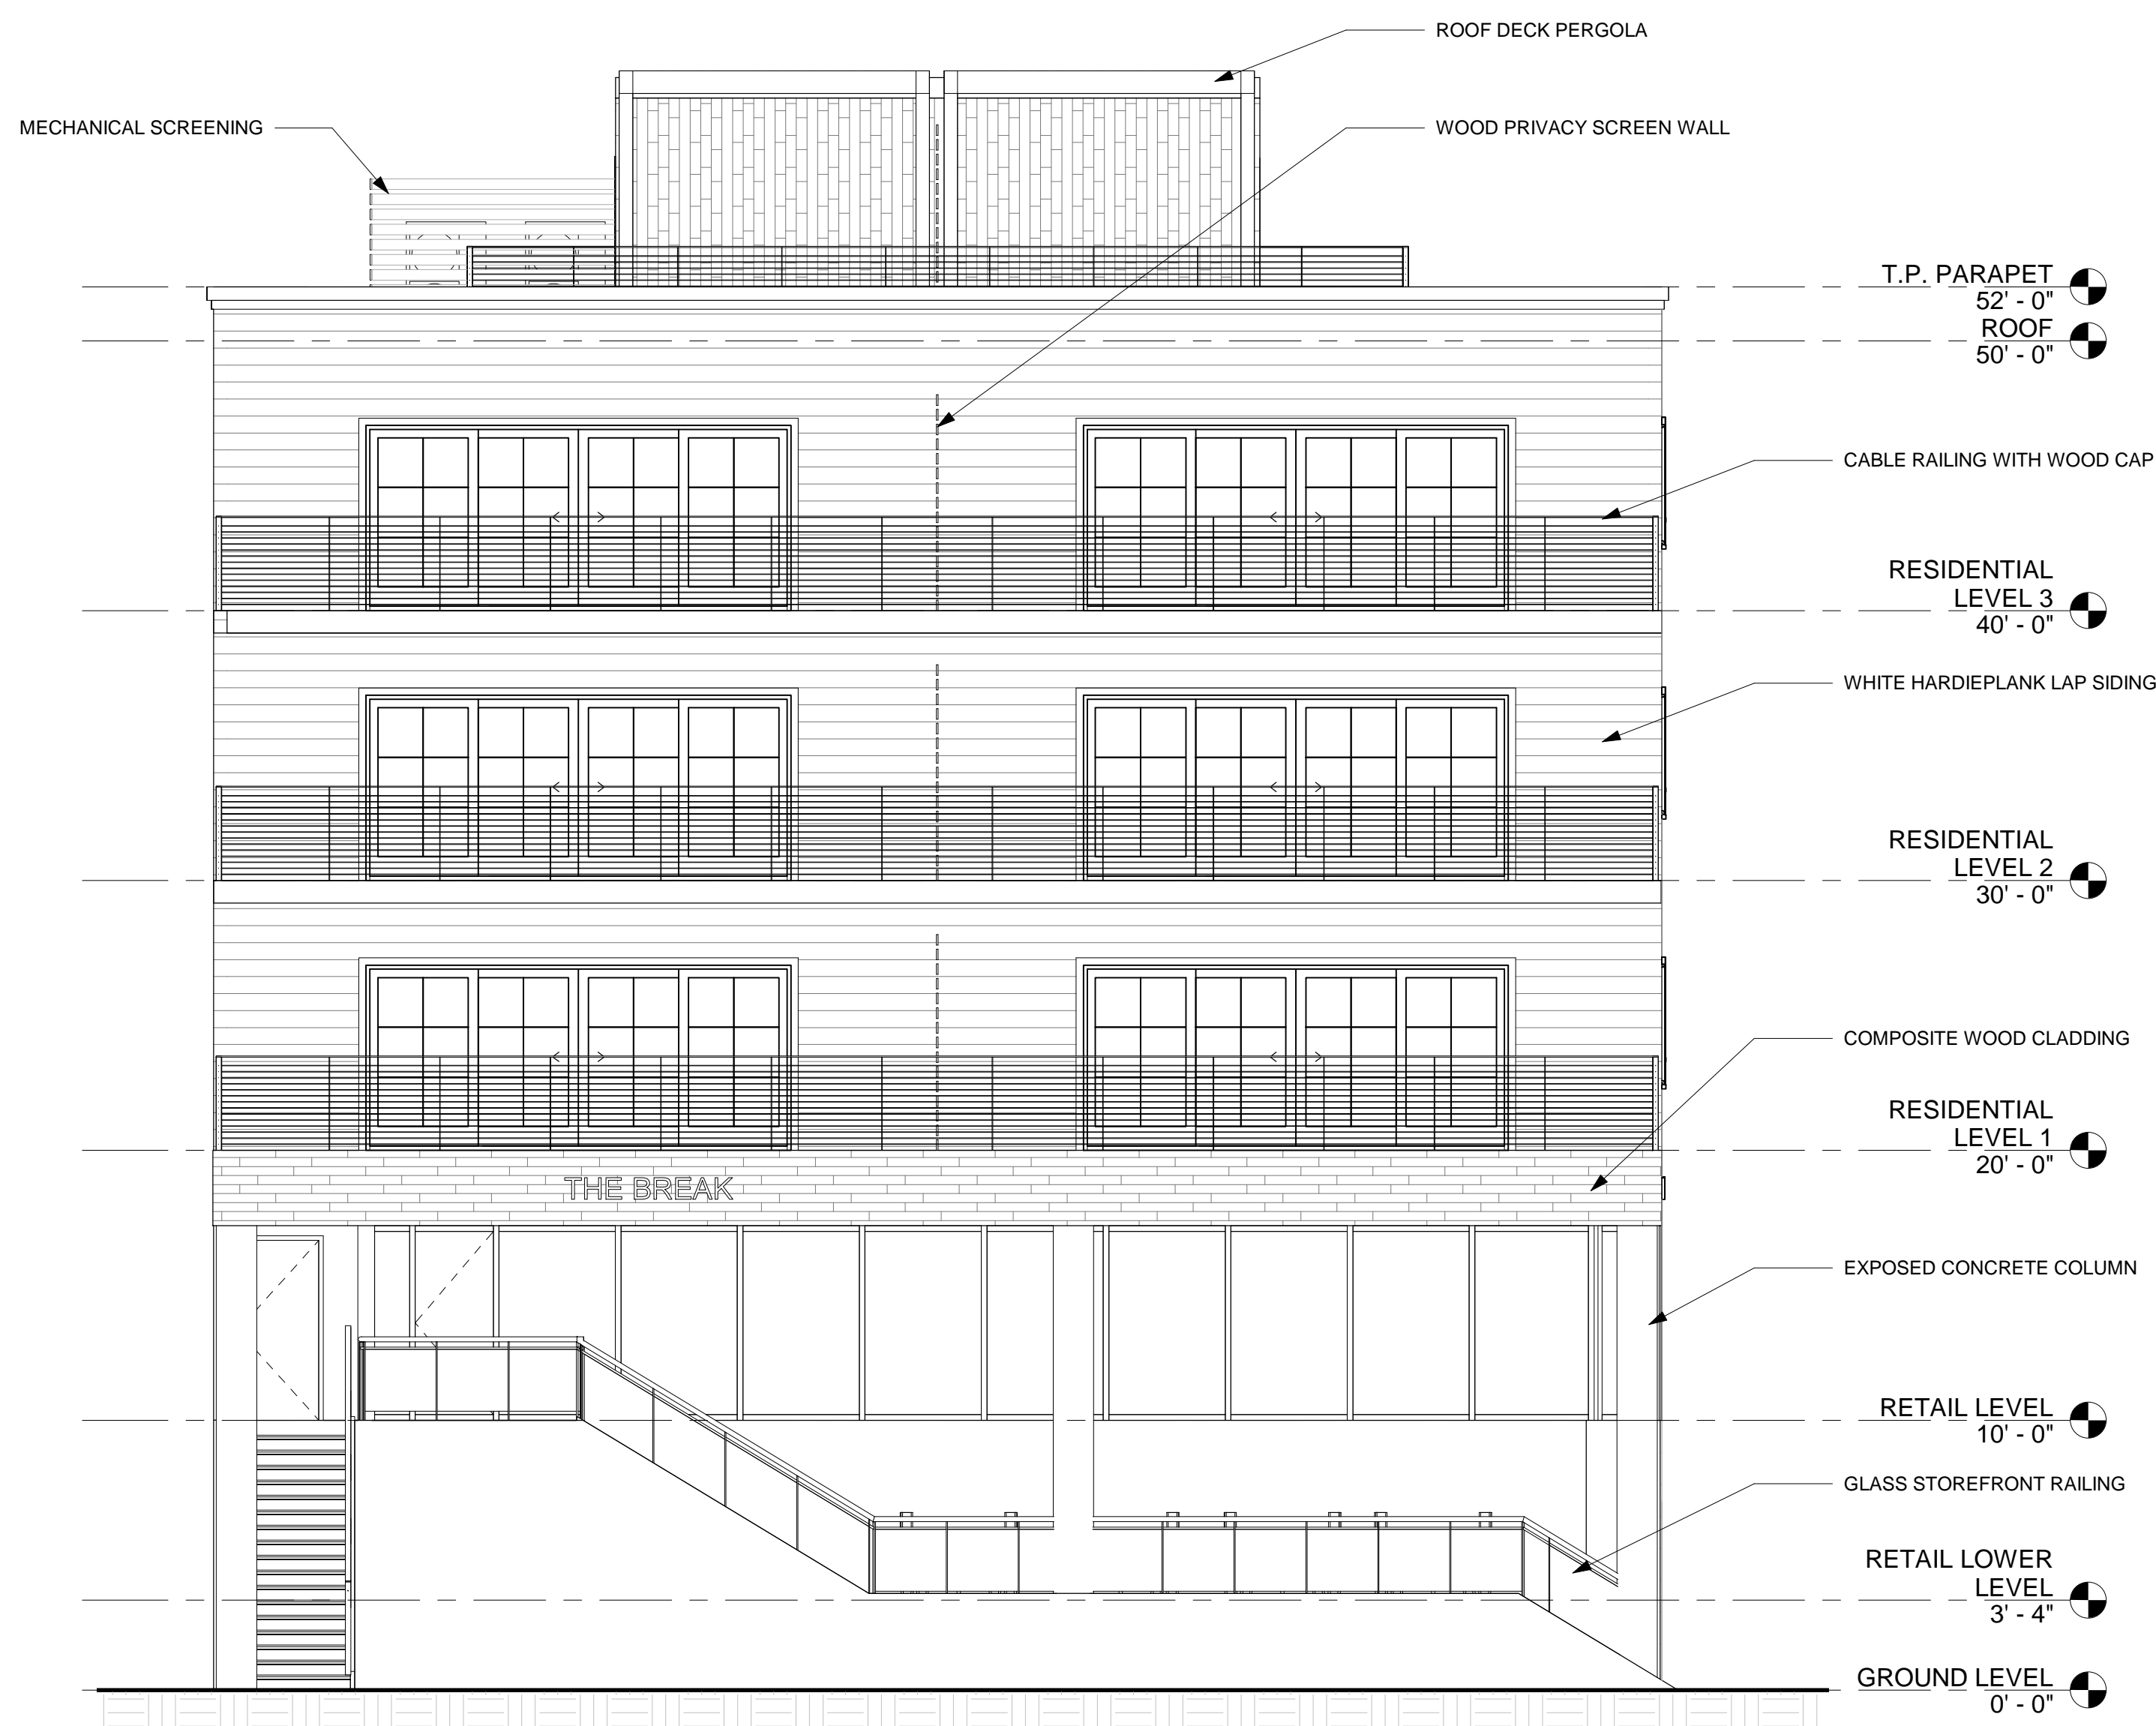 ROOF DECK PERGOLA
MECHANICAL SCREENING
WOOD PRIVACY SCREEN WALL
T.P. PARAPET
52' - 0"
ROOF
50' - 0"
CABLE RAILING WITH WOOD CAP
RESIDENTIAL
LEVEL 3
40' - 0"
WHITE HARDIEPLANK LAP SIDING
RESIDENTIAL
LEVEL 2
30' - 0"
COMPOSITE WOOD CLADDING
RESIDENTIAL
LEVEL 1
20' - 0"
THE BREAK
EXPOSED CONCRETE COLUMN
RETAIL LEVEL
10' - 0"
GLASS STOREFRONT RAILING
RETAIL LOWER
LEVEL
3' - 4"
GROUND LEVEL
0' - 0"